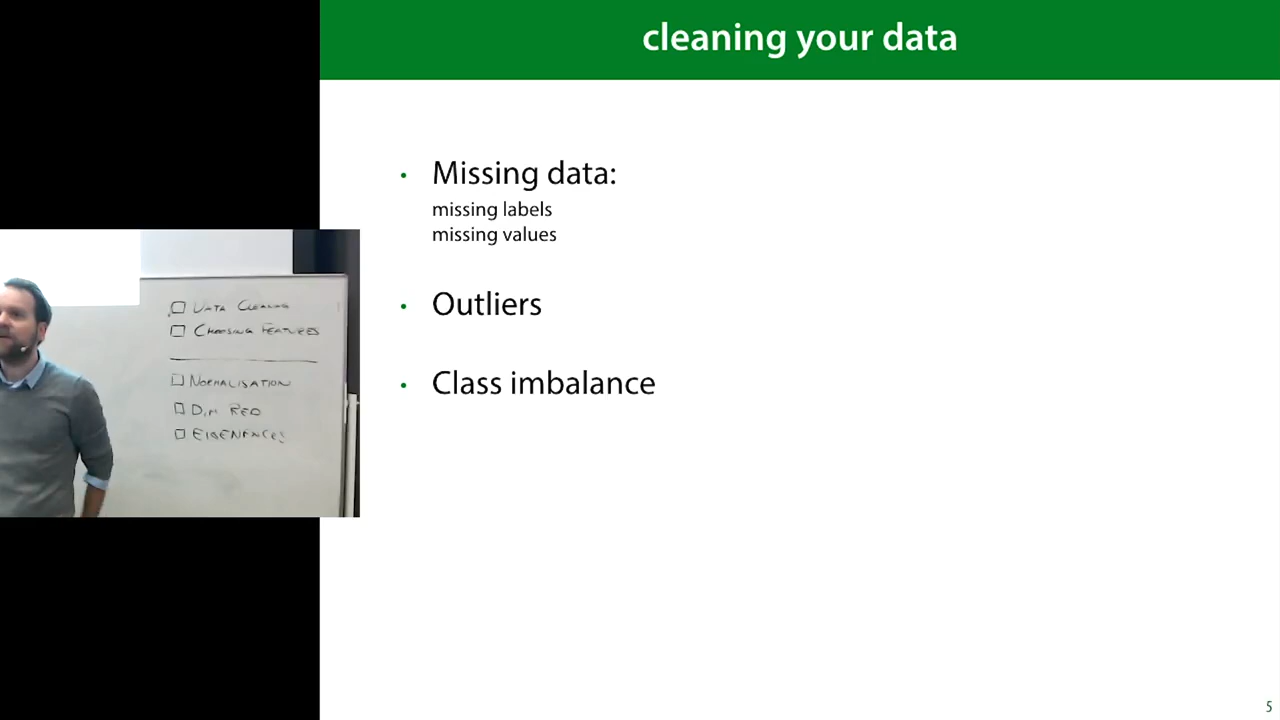 cleaning your data
• Missing data:
missing labels
missing values
• Outliers
• Class imbalance
DATA CLEANING
CHOOSING FEATURES
NORMALISATION
DIM RED
EIGENFACES
5